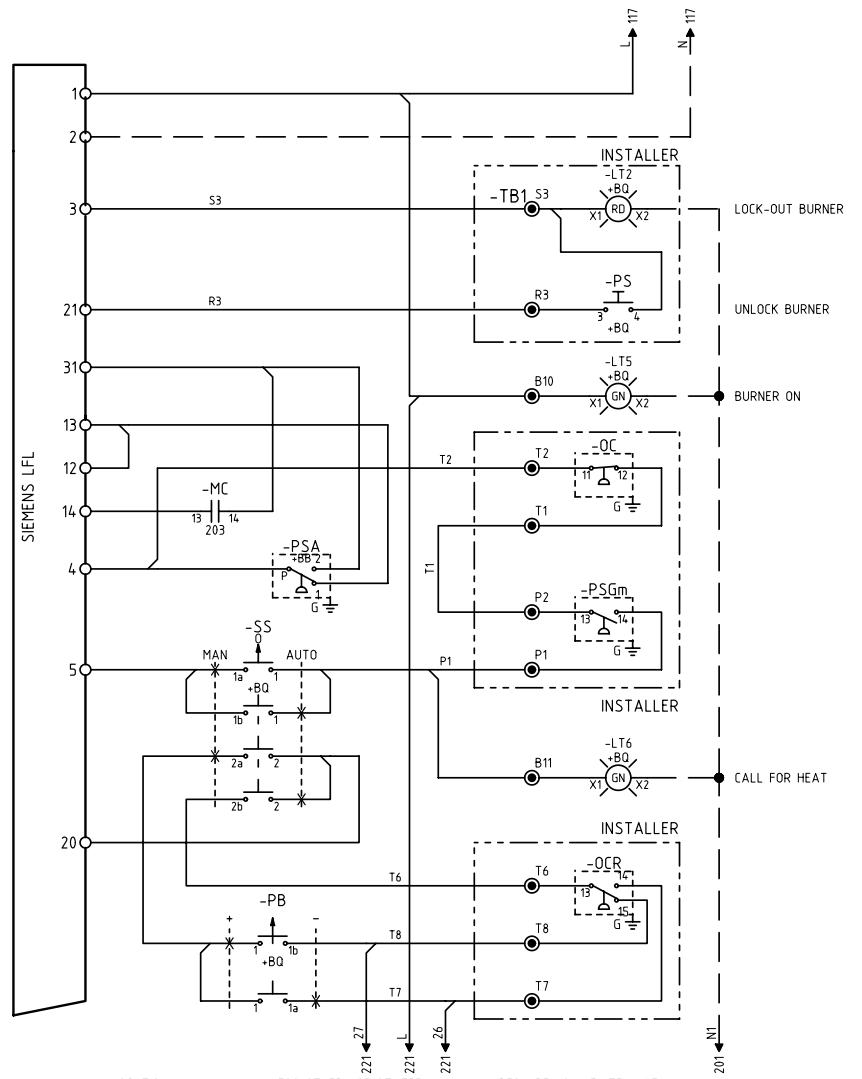 L 117
N 117
1
2
INSTALLER
-LT2
+BQ
3
S3
-TB1
S3
X1
RD
X2
LOCK-OUT BURNER
-PS
21
R3
R3
3
4
+BQ
UNLOCK BURNER
-LT5
+BQ
31
B10
X1
GN
X2
BURNER ON
13
SIEMENS LFL
12
T2
T2
-OC
11
12
G
-MC
14
13
14
203
T1
T1
-PSA
+BB
2
4
P
1
G
P2
-PSGm
13
14
G
-SS
0
MAN
AUTO
5
1a
1
P1
P1
+BQ
1b
1
INSTALLER
-LT6
+BQ
2a
2
B11
X1
GN
X2
CALL FOR HEAT
2b
2
INSTALLER
20
-OCR
T6
T6
13
14
15
G
-PB
+
-
1
1b
T8
T8
+BQ
1
1a
T7
T7
27
221
L
221
26
221
N1
201